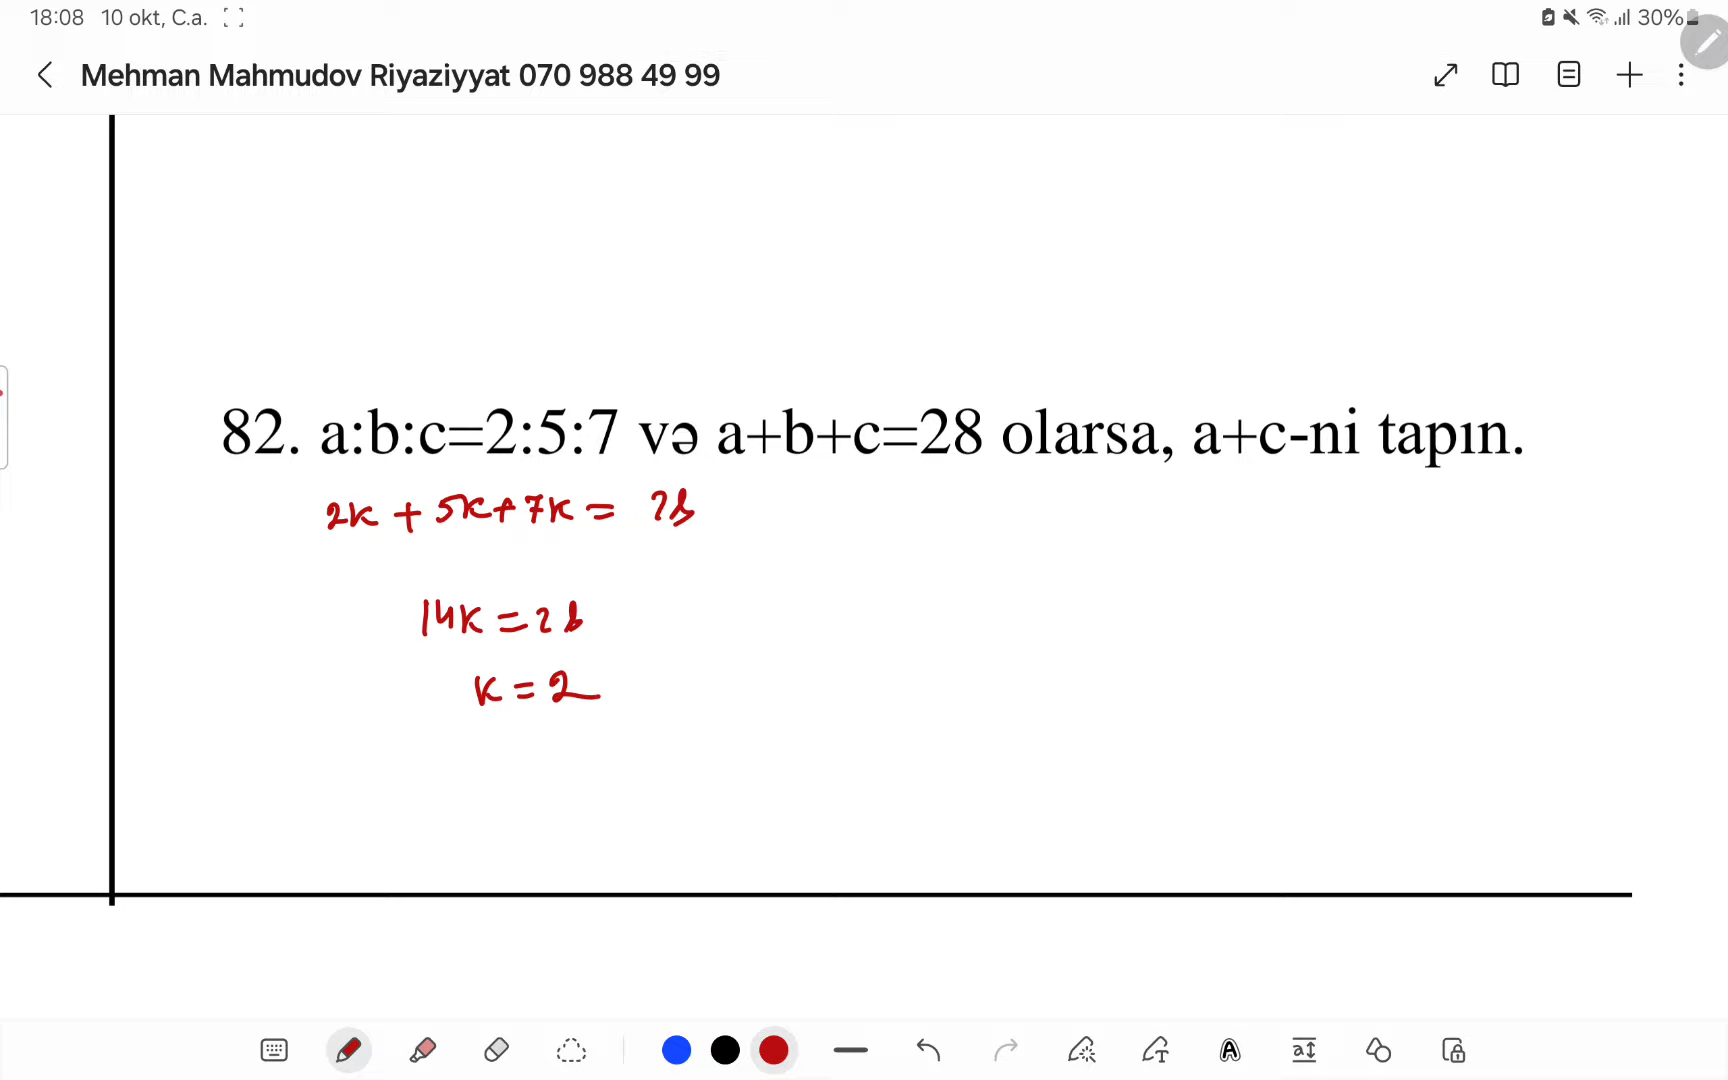 18:08 10 okt, C.a. 30%
Mehman Mahmudov Riyaziyyat 070 988 49 99
82. a:b:c=2:5:7 və a+b+c=28 olarsa, a+c-ni tapın.
2k + 5k+7k = 28
14k = 28
k = 2